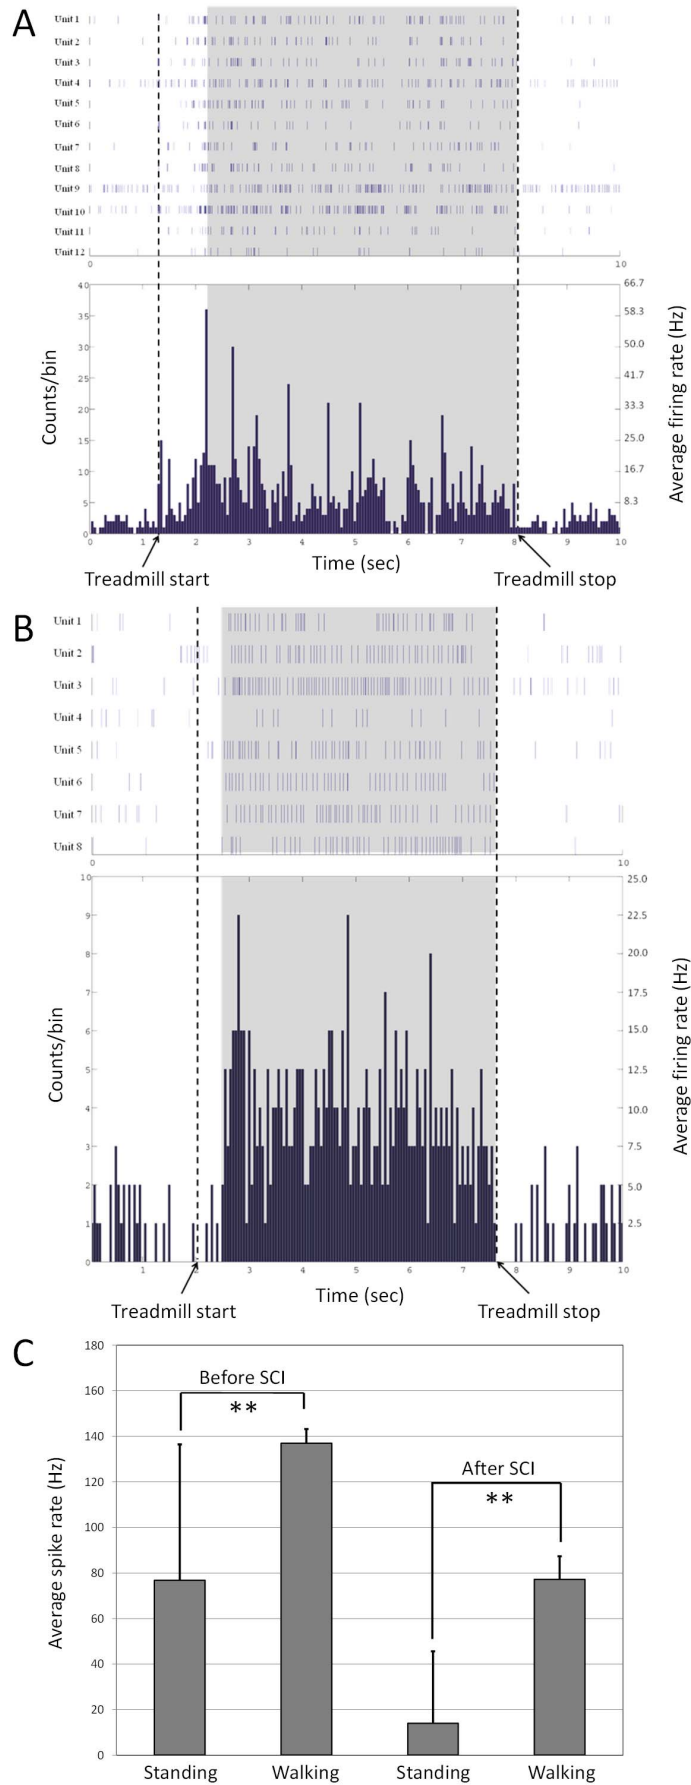 A
Unit 1
Unit 2
Unit 3
Unit 4
Unit 5
Unit 6
Unit 7
Unit 8
Unit 9
Unit 10
Unit 11
Unit 12
0 10
40 66.7
35 58.3
30 50.0
25 41.7
20 33.3
15 25.0
10 16.7
5 8.3
0
Counts/bin
Average firing rate (Hz)
0 1 2 3 4 5 6 7 8 9 10
Time (sec)
Treadmill start Treadmill stop
B
Unit 1
Unit 2
Unit 3
Unit 4
Unit 5
Unit 6
Unit 7
Unit 8
0 10
10 25.0
9 22.5
8 20.0
7 17.5
6 15.0
5 12.5
4 10.0
3 7.5
2 5.0
1 2.5
0
Counts/bin
Average firing rate (Hz)
1 2 3 4 5 6 7 8 9 10
Time (sec)
Treadmill start Treadmill stop
C
180
160
140
120
100
80
60
40
20
0
Average spike rate (Hz)
Before SCI
**
After SCI
**
Standing Walking Standing Walking